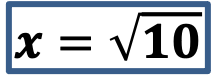 x = √10